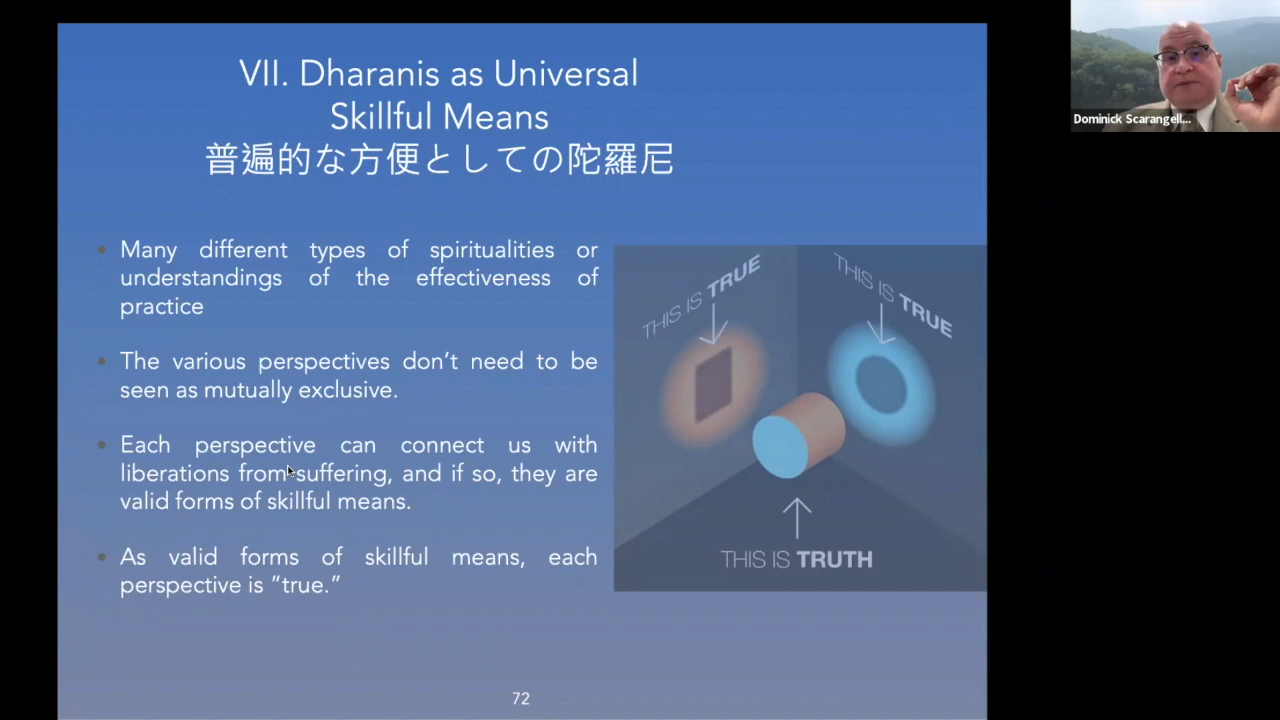 VII. Dharanis as Universal
Skillful Means
普遍的な方便としての陀羅尼
Many different types of spiritualities or
understandings of the effectiveness of
practice
The various perspectives don’t need to be
seen as mutually exclusive.
Each perspective can connect us with
liberations from suffering, and if so, they are
valid forms of skillful means.
As valid forms of skillful means, each
perspective is “true.”
THIS IS TRUE
THIS IS TRUE
THIS IS TRUTH
72
Dominick Scarangell...